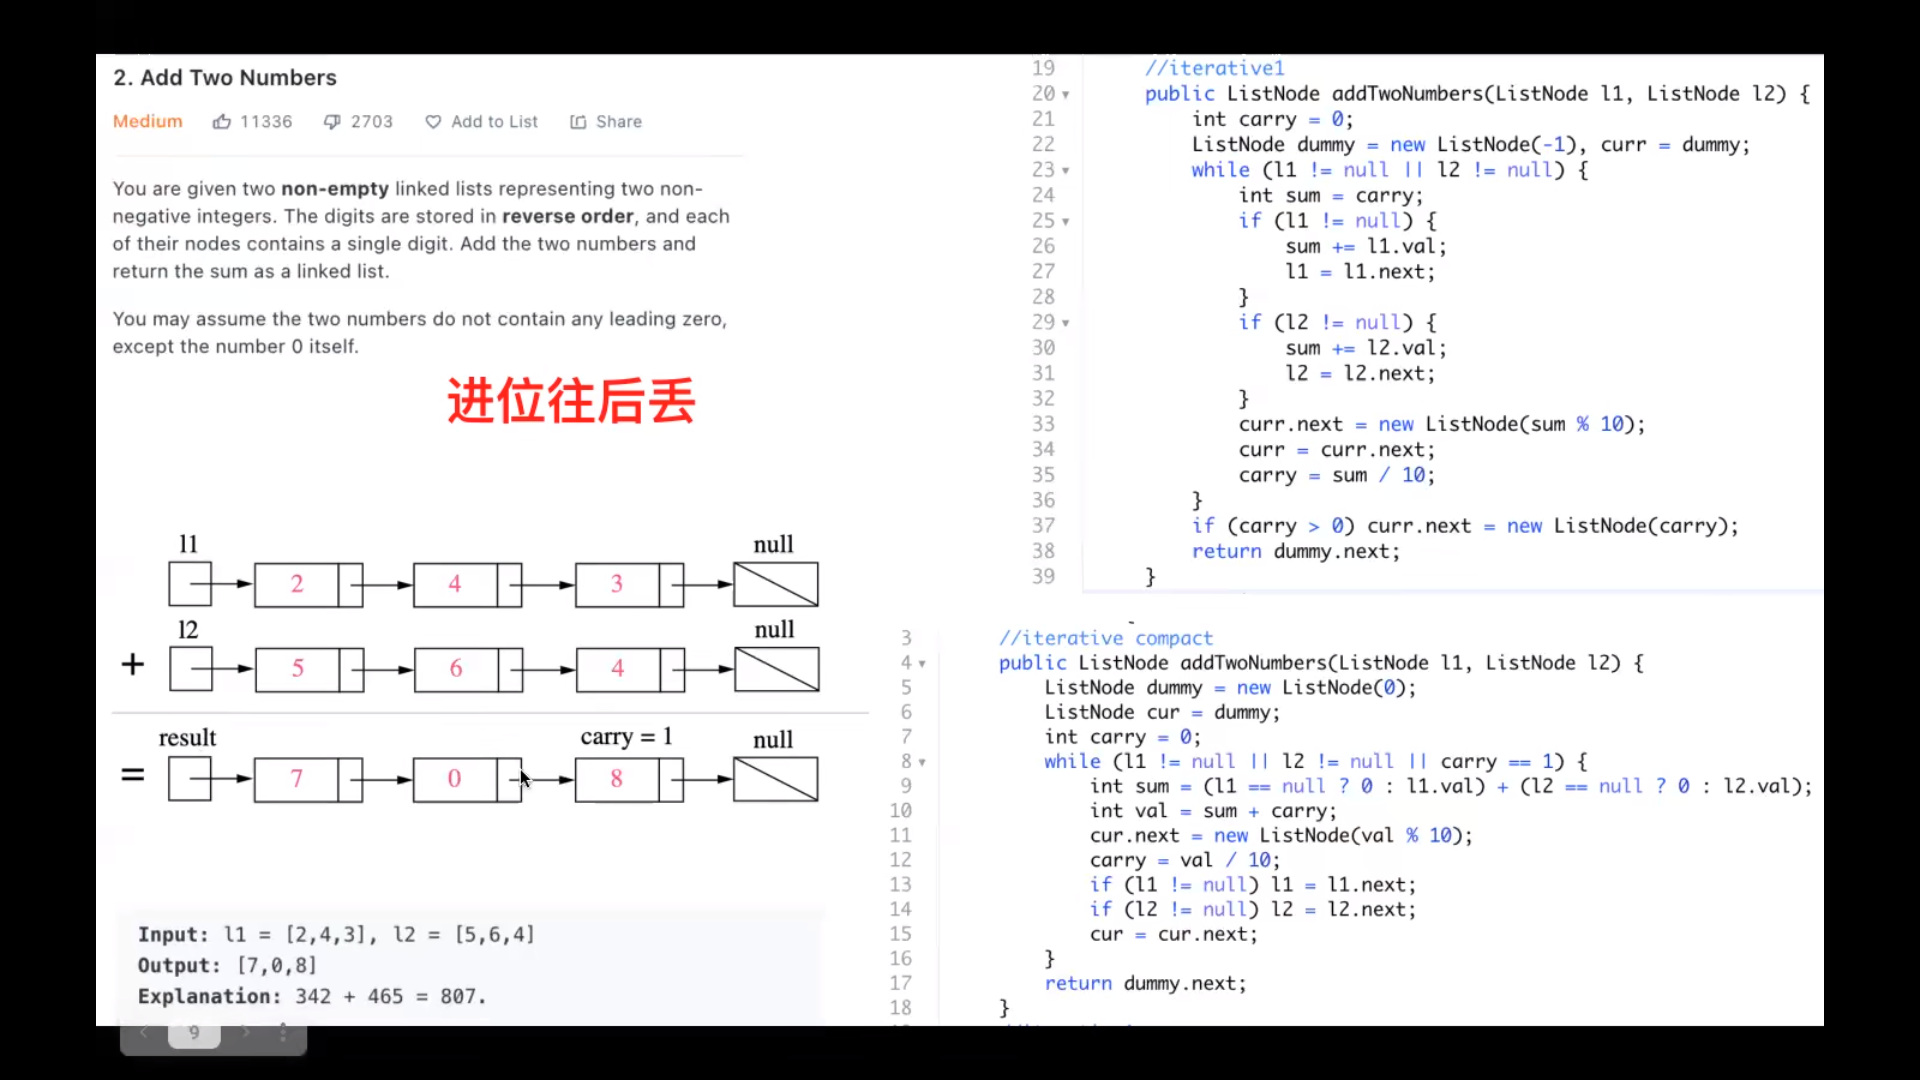 2. Add Two Numbers
Medium 11336 2703 Add to List Share
You are given two non-empty linked lists representing two non-
negative integers. The digits are stored in reverse order, and each
of their nodes contains a single digit. Add the two numbers and
return the sum as a linked list.
You may assume the two numbers do not contain any leading zero,
except the number 0 itself.
进位往后丢
l1 null
2 4 3
l2 null
+ 5 6 4
result carry = 1 null
= 7 0 8
Input: l1 = [2,4,3], l2 = [5,6,4]
Output: [7,0,8]
Explanation: 342 + 465 = 807.
9
19 //iterative1
20 public ListNode addTwoNumbers(ListNode l1, ListNode l2) {
21 int carry = 0;
22 ListNode dummy = new ListNode(-1), curr = dummy;
23 while (l1 != null || l2 != null) {
24 int sum = carry;
25 if (l1 != null) {
26 sum += l1.val;
27 l1 = l1.next;
28 }
29 if (l2 != null) {
30 sum += l2.val;
31 l2 = l2.next;
32 }
33 curr.next = new ListNode(sum % 10);
34 curr = curr.next;
35 carry = sum / 10;
36 }
37 if (carry > 0) curr.next = new ListNode(carry);
38 return dummy.next;
39 }
3 //iterative compact
4 public ListNode addTwoNumbers(ListNode l1, ListNode l2) {
5 ListNode dummy = new ListNode(0);
6 ListNode cur = dummy;
7 int carry = 0;
8 while (l1 != null || l2 != null || carry == 1) {
9 int sum = (l1 == null ? 0 : l1.val) + (l2 == null ? 0 : l2.val);
10 int val = sum + carry;
11 cur.next = new ListNode(val % 10);
12 carry = val / 10;
13 if (l1 != null) l1 = l1.next;
14 if (l2 != null) l2 = l2.next;
15 cur = cur.next;
16 }
17 return dummy.next;
18 }